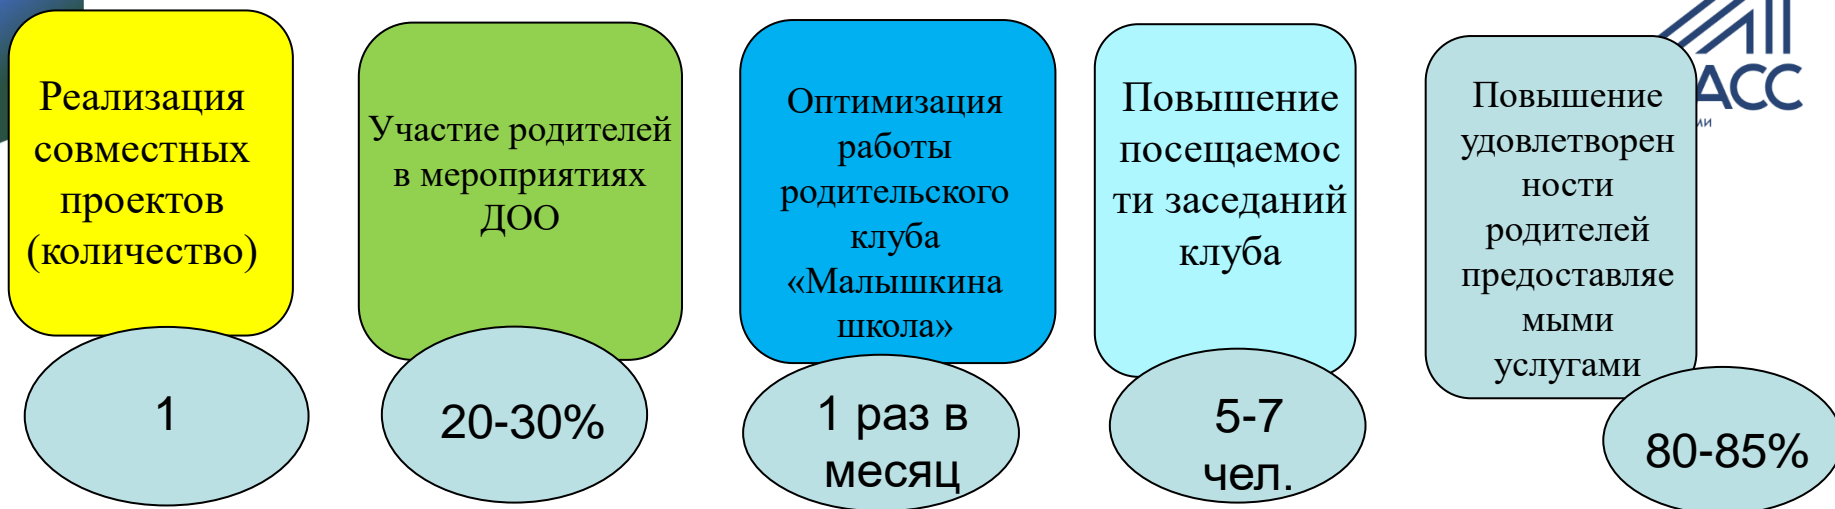 Реализация
совместных
проектов
(количество)
1
Участие родителей
в мероприятиях
ДОО
20-30%
Оптимизация
работы
родительского
клуба
«Малышкина
школа»
1 раз в
месяц
Повышение
посещаемос
ти заседаний
клуба
5-7
чел.
Повышение
удовлетворен
ности
родителей
предоставляе
мыми
услугами
80-85%
АСС